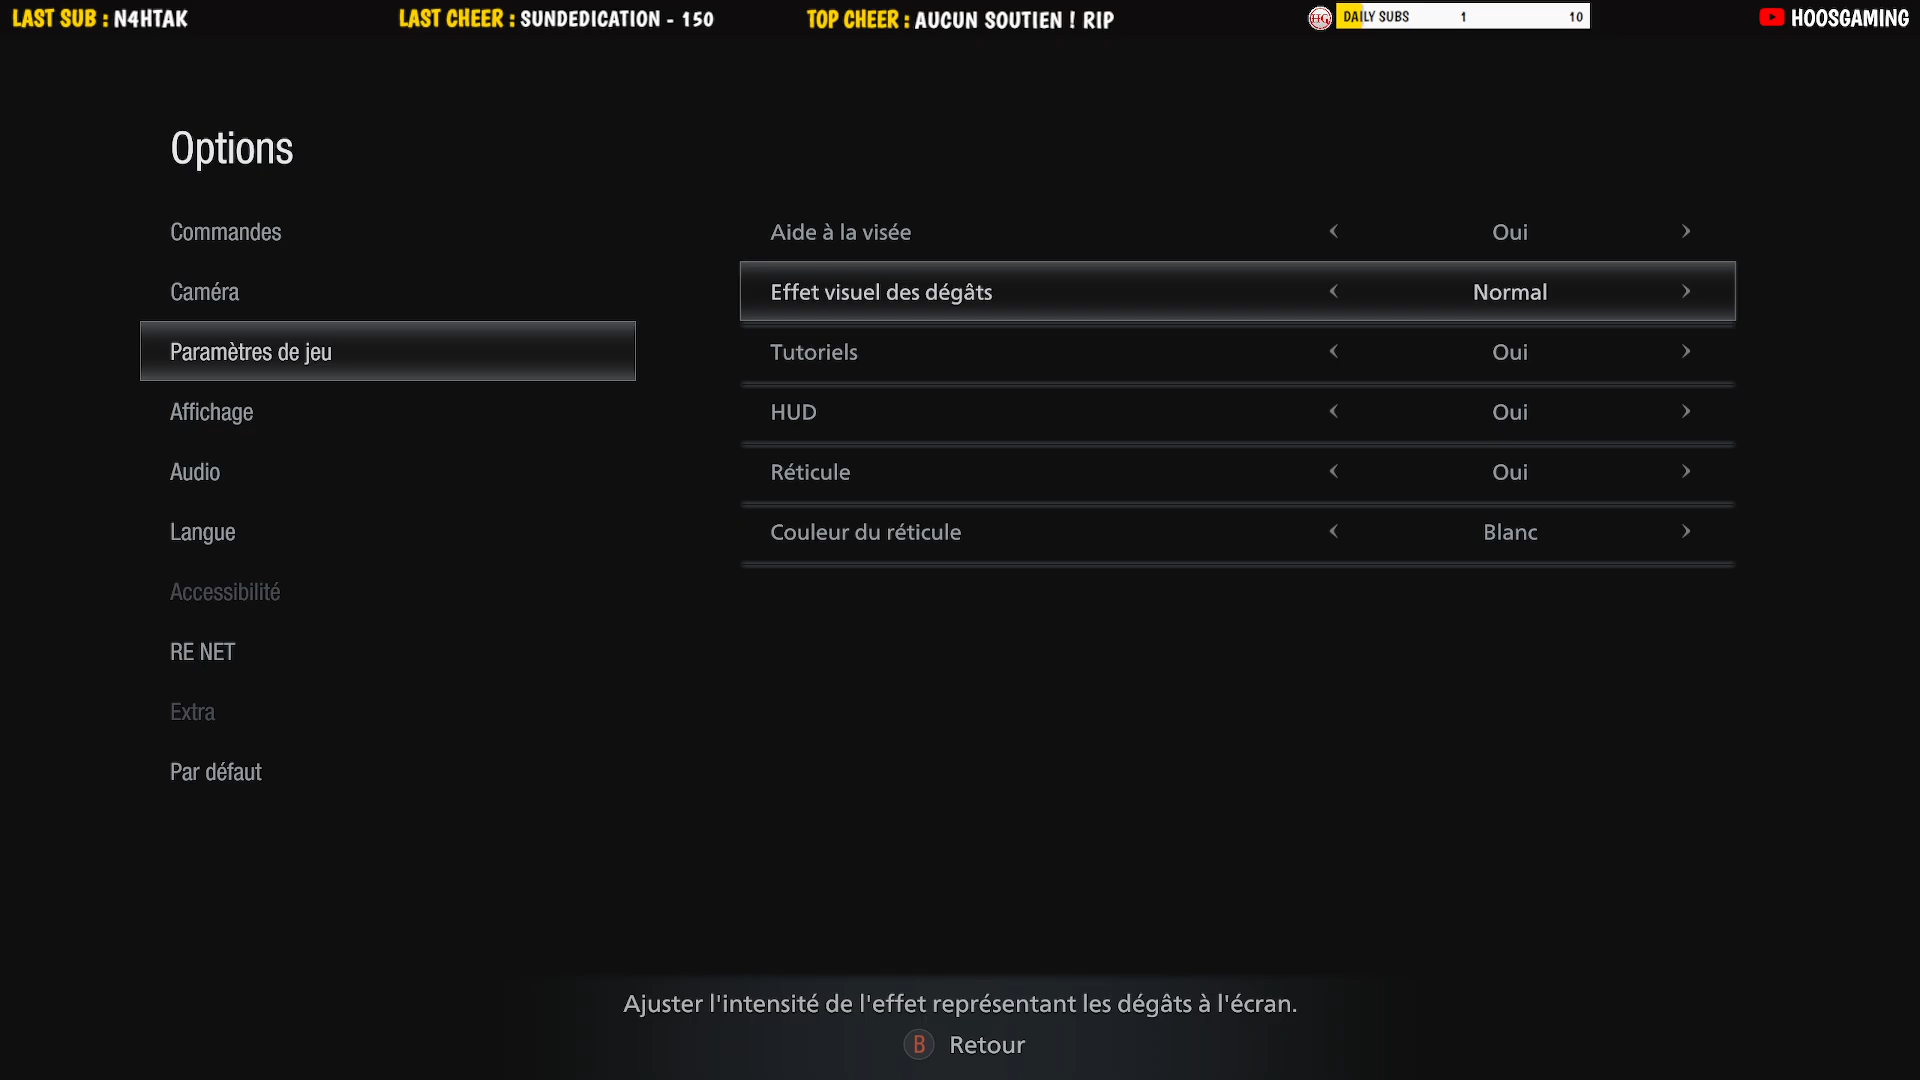 LAST SUB : N4HTAK LAST CHEER : SUNDEDICATION - 150 TOP CHEER : AUCUN SOUTIEN ! RIP HG DAILY SUBS 1 10 HOOSGAMING
Options
Commandes
Caméra
Paramètres de jeu
Affichage
Audio
Langue
Accessibilité
RE NET
Extra
Par défaut
Aide à la visée Oui
Effet visuel des dégâts Normal
Tutoriels Oui
HUD Oui
Réticule Oui
Couleur du réticule Blanc
Ajuster l'intensité de l'effet représentant les dégâts à l'écran.
B Retour